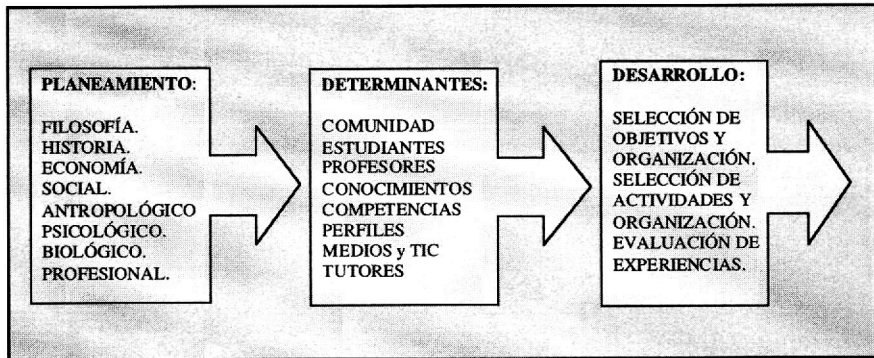 PLANEAMIENTO:
FILOSOFÍA.
HISTORIA.
ECONOMÍA.
SOCIAL.
ANTROPOLÓGICO
PSICOLÓGICO.
BIOLÓGICO.
PROFESIONAL.
DETERMINANTES:
COMUNIDAD
ESTUDIANTES
PROFESORES
CONOCIMIENTOS
COMPETENCIAS
PERFILES
MEDIOS y TIC
TUTORES
DESARROLLO:
SELECCIÓN DE
OBJETIVOS Y
ORGANIZACIÓN.
SELECCIÓN DE
ACTIVIDADES Y
ORGANIZACIÓN.
EVALUACIÓN DE
EXPERIENCIAS.